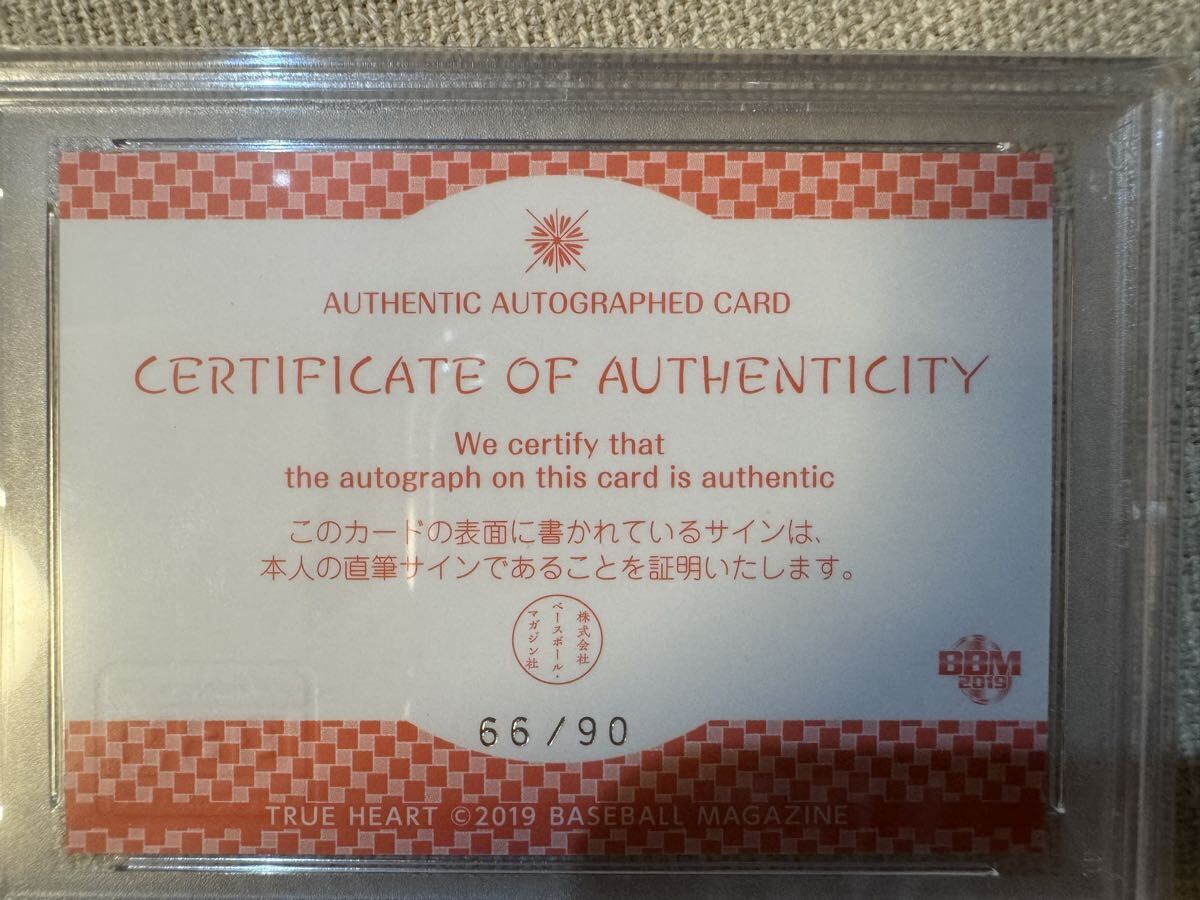 AUTHENTIC AUTOGRAPHED CARD
CERTIFICATE OF AUTHENTICITY
We certify that
the autograph on this card is authentic
このカードの表面に書かれているサインは、
本人の直筆サインであることを証明いたします。
株式会社
ベースボール・
マガジン社
BBM
2019
66/90
TRUE HEART ©2019 BASEBALL MAGAZINE